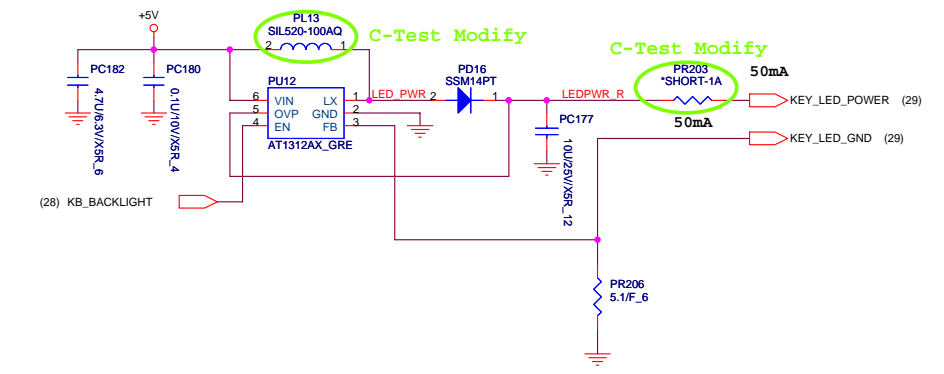 +5V
PL13
SIL520-100AQ
2 1
C-Test Modify
C-Test Modify
PC182
4.7U/6.3V/X5R_6
PC180
0.1U/10V/X5R_4
PU12
6 VIN LX 1
5 OVP GND 2
4 EN FB 3
AT1312AX_GRE
LED_PWR
PD16
SSM14PT
2 1
LEDPWR_R
PR203
*SHORT-1A
50mA
50mA
KEY_LED_POWER (29)
PC177
10U/25V/X5R_12
KEY_LED_GND (29)
(28) KB_BACKLIGHT
PR206
5.1/F_6